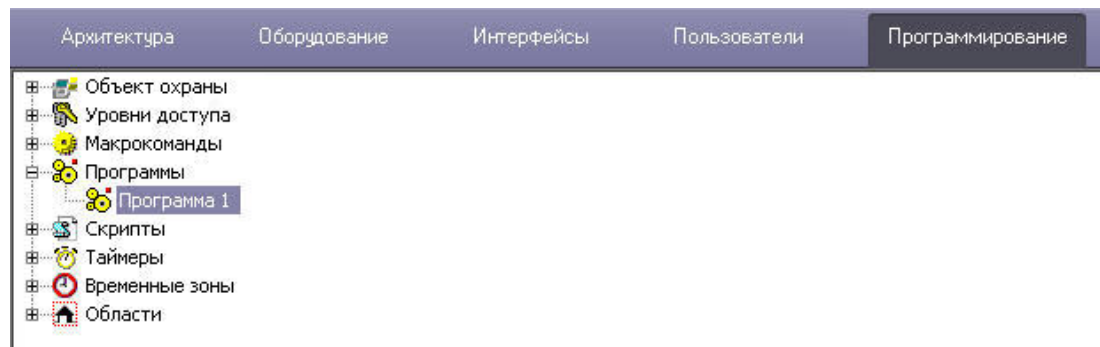 Архитектура Оборудование Интерфейсы Пользователи Программирование
Объект охраны
Уровни доступа
Макрокоманды
Программы
Программа 1
Скрипты
Таймеры
Временные зоны
Области